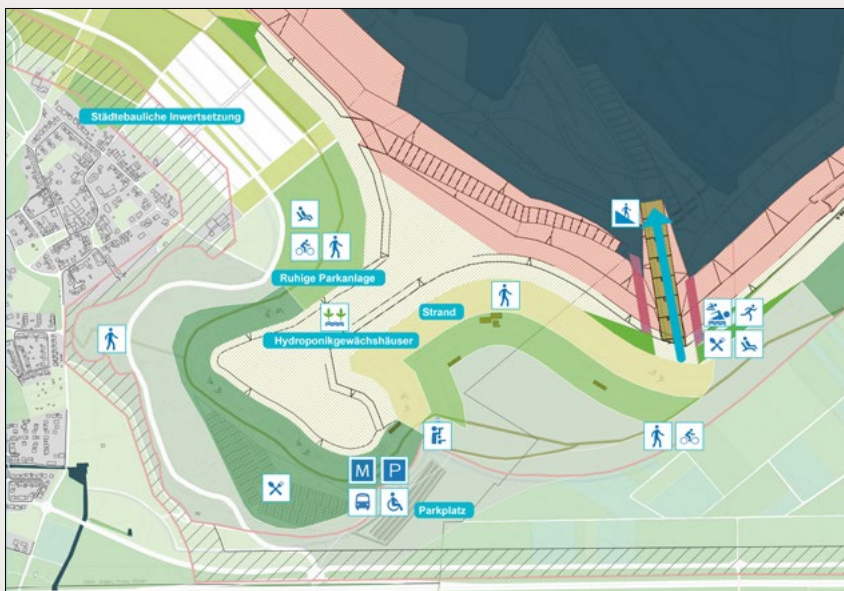 Städtebauliche Inwertsetzung
Ruhige Parkanlage
Strand
Hydroponikgewächshäuser
M P
Parkplatz